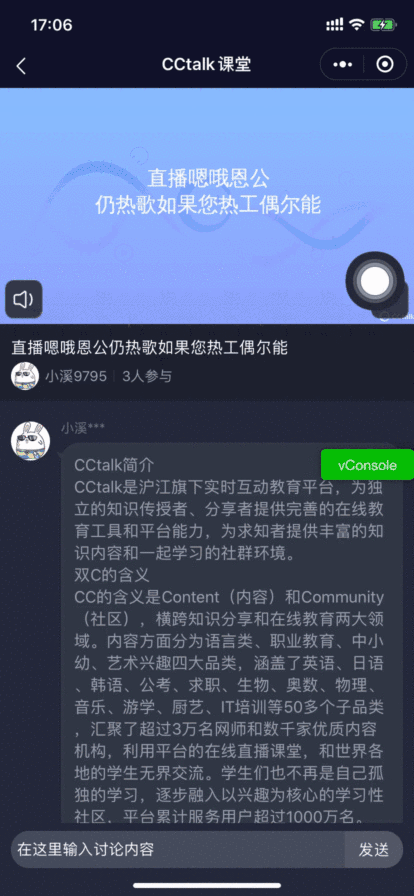 17:06
CCtalk 课堂
直播嗯哦恩公
仍热歌如果您热工偶尔能
直播嗯哦恩公仍热歌如果您热工偶尔能
小溪9795
3人参与
小溪***
vConsole
CCtalk简介
CCtalk是沪江旗下实时互动教育平台，为独
立的知识传授者、分享者提供完善的在线教
育工具和平台能力，为求知者提供丰富的知
识内容和一起学习的社群环境。
双C的含义
CC的含义是Content（内容）和Community
（社区），横跨知识分享和在线教育两大领
域。内容方面分为语言类、职业教育、中小
幼、艺术兴趣四大品类，涵盖了英语、日语
、韩语、公考、求职、生物、奥数、物理、
音乐、游学、厨艺、IT培训等50多个子品类
，汇聚了超过3万名网师和数千家优质内容
机构，利用平台的在线直播课堂，和世界各
地的学生无界交流。学生们也不再是自己孤
独的学习，逐步融入以兴趣为核心的学习性
社区。平台累计服务用户超过1000万名。
在这里输入讨论内容
发送